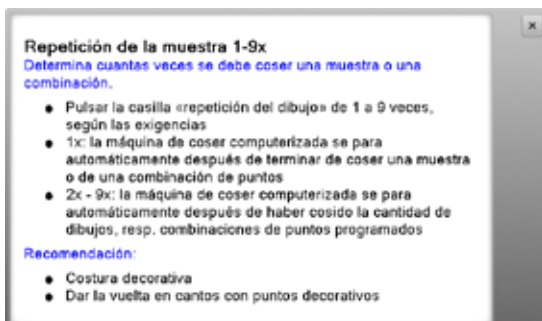 Repetición de la muestra 1-9x
Determina cuantas veces se debe coser una muestra o una
combinación.
● Pulsar la casilla «repetición del dibujo» de 1 a 9 veces,
según las exigencias
● 1x: la máquina de coser computerizada se para
automáticamente después de terminar de coser una muestra
o de una combinación de puntos
● 2x - 9x: la máquina de coser computerizada se para
automáticamente después de haber cosido la cantidad de
dibujos, resp. combinaciones de puntos programados
Recomendación:
● Costura decorativa
● Dar la vuelta en cantos con puntos decorativos